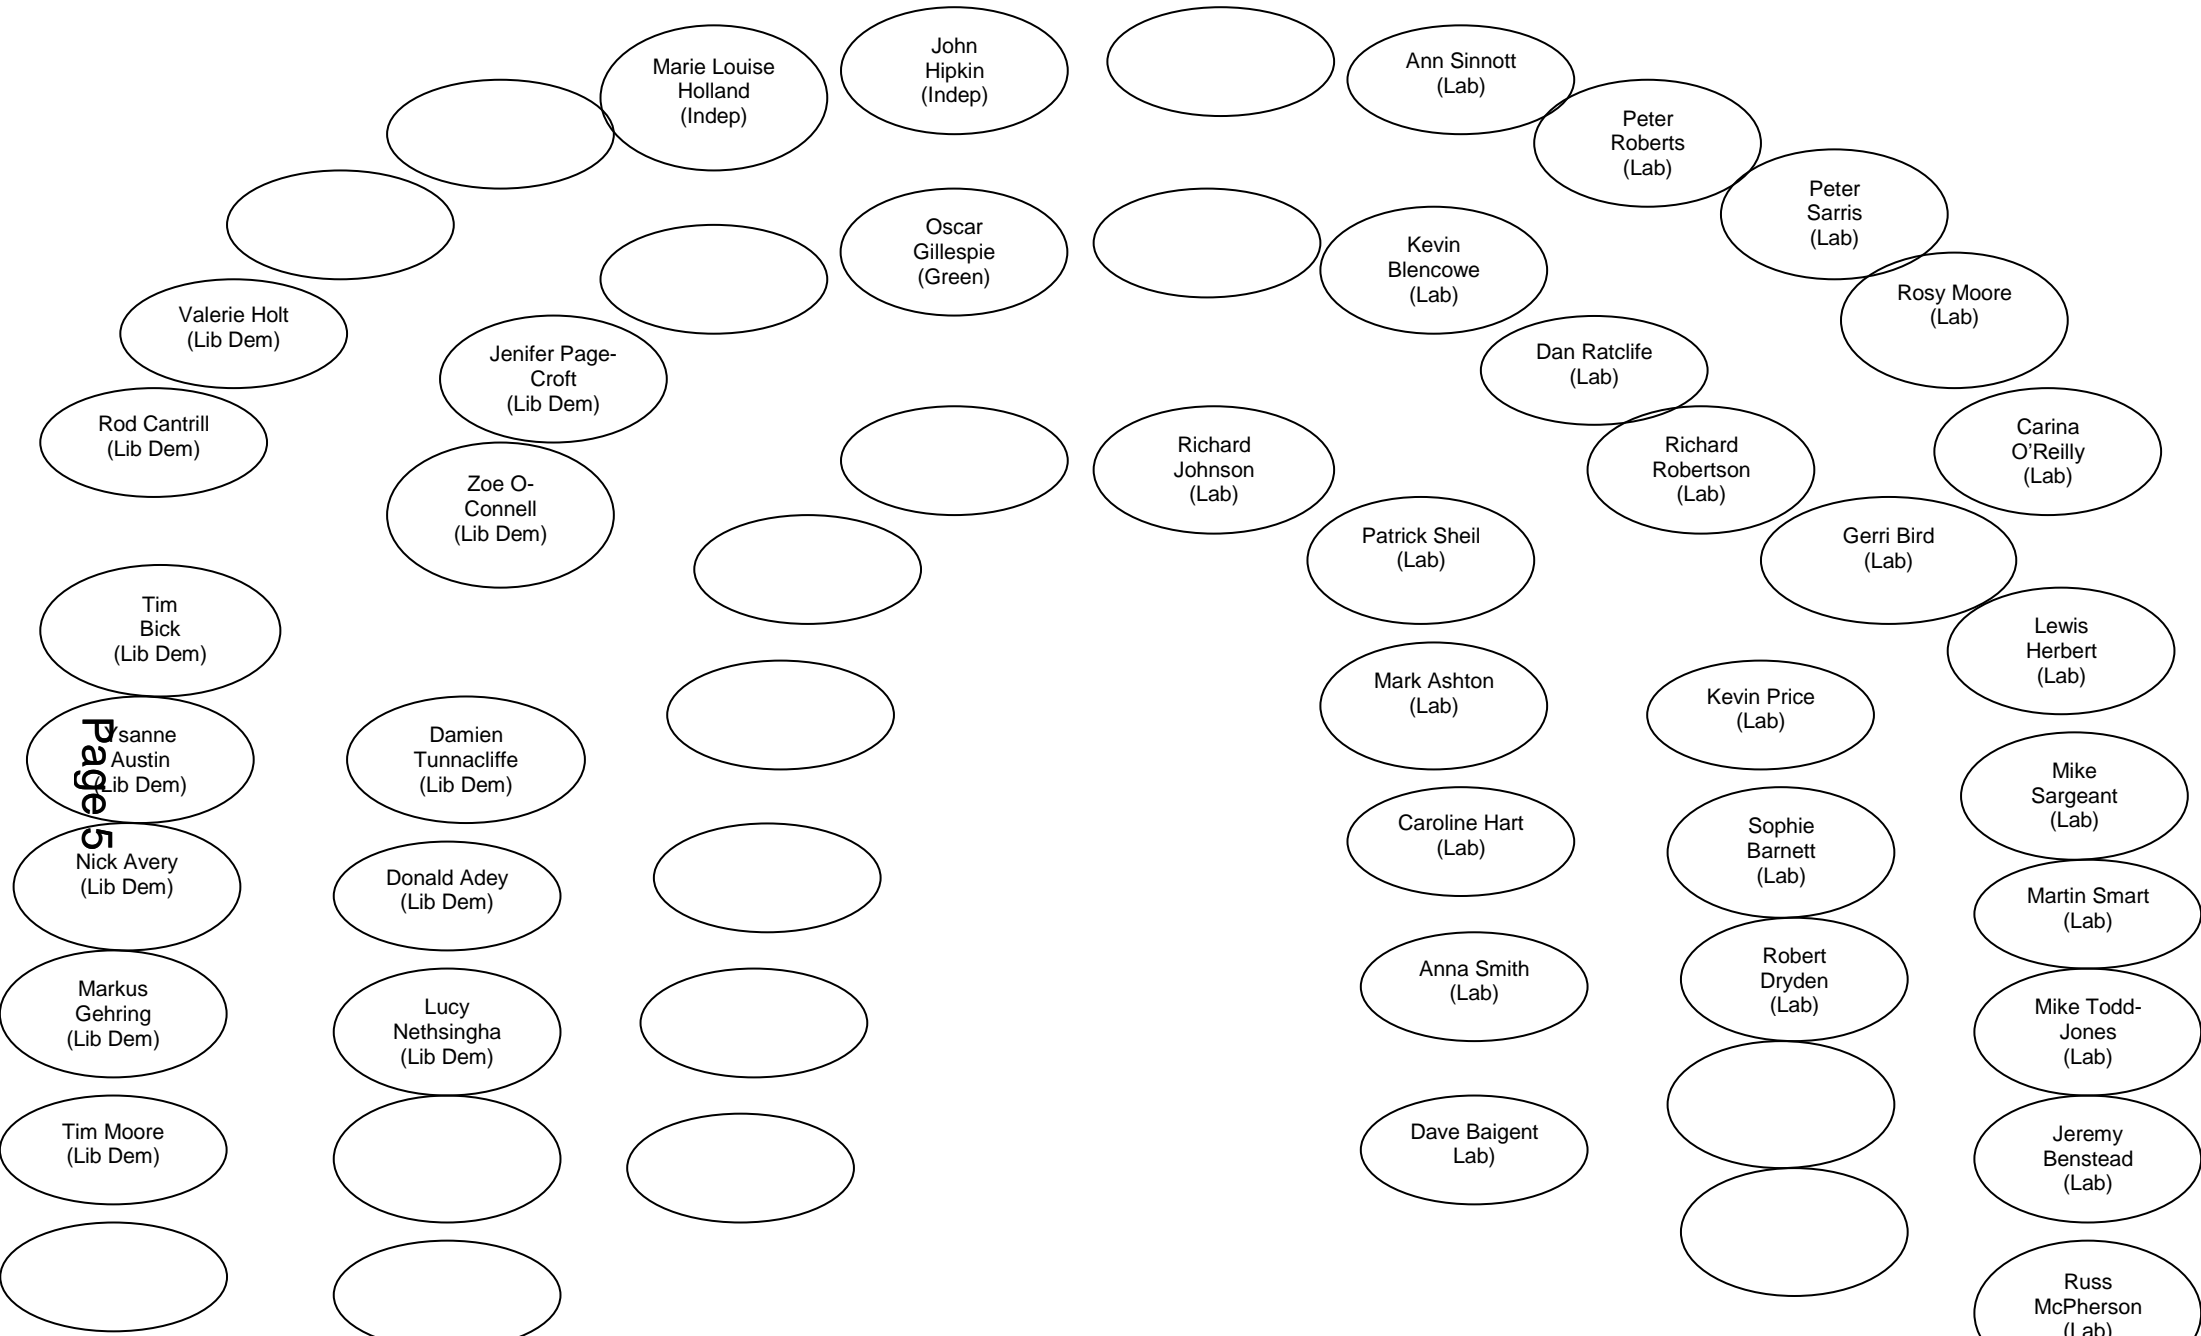 John
Hipkin
(Indep)
Marie Louise
Holland
(Indep)
Ann Sinnott
(Lab)
Peter
Roberts
(Lab)
Peter
Sarris
(Lab)
Oscar
Gillespie
(Green)
Kevin
Blencowe
(Lab)
Rosy Moore
(Lab)
Valerie Holt
(Lib Dem)
Jenifer Page-
Croft
(Lib Dem)
Dan Ratclife
(Lab)
Rod Cantrill
(Lib Dem)
Zoe O-
Connell
(Lib Dem)
Richard
Johnson
(Lab)
Richard
Robertson
(Lab)
Carina
O’Reilly
(Lab)
Patrick Sheil
(Lab)
Gerri Bird
(Lab)
Tim
Bick
(Lib Dem)
Lewis
Herbert
(Lab)
Mark Ashton
(Lab)
Kevin Price
(Lab)
Page 5
Ysanne
Austin
(Lib Dem)
Damien
Tunnacliffe
(Lib Dem)
Mike
Sargeant
(Lab)
Caroline Hart
(Lab)
Sophie
Barnett
(Lab)
Nick Avery
(Lib Dem)
Donald Adey
(Lib Dem)
Martin Smart
(Lab)
Anna Smith
(Lab)
Robert
Dryden
(Lab)
Markus
Gehring
(Lib Dem)
Lucy
Nethsingha
(Lib Dem)
Mike Todd-
Jones
(Lab)
Tim Moore
(Lib Dem)
Dave Baigent
Lab)
Jeremy
Benstead
(Lab)
Russ
McPherson
(Lab)